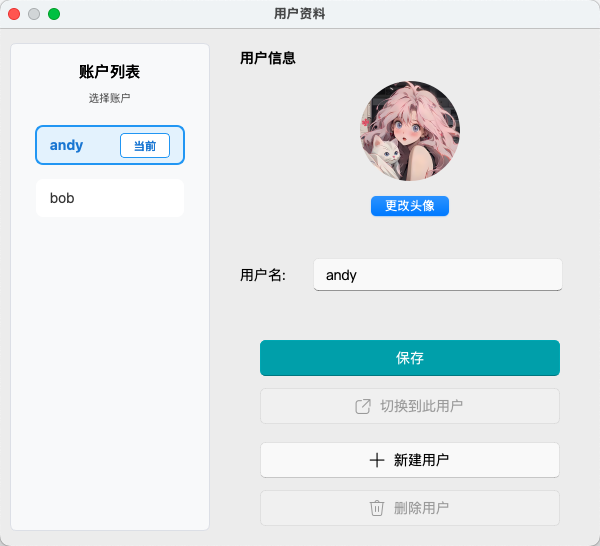 用户资料
账户列表
选择账户
andy
当前
bob
用户信息
更改头像
用户名:
andy
保存
切换到此用户
新建用户
删除用户